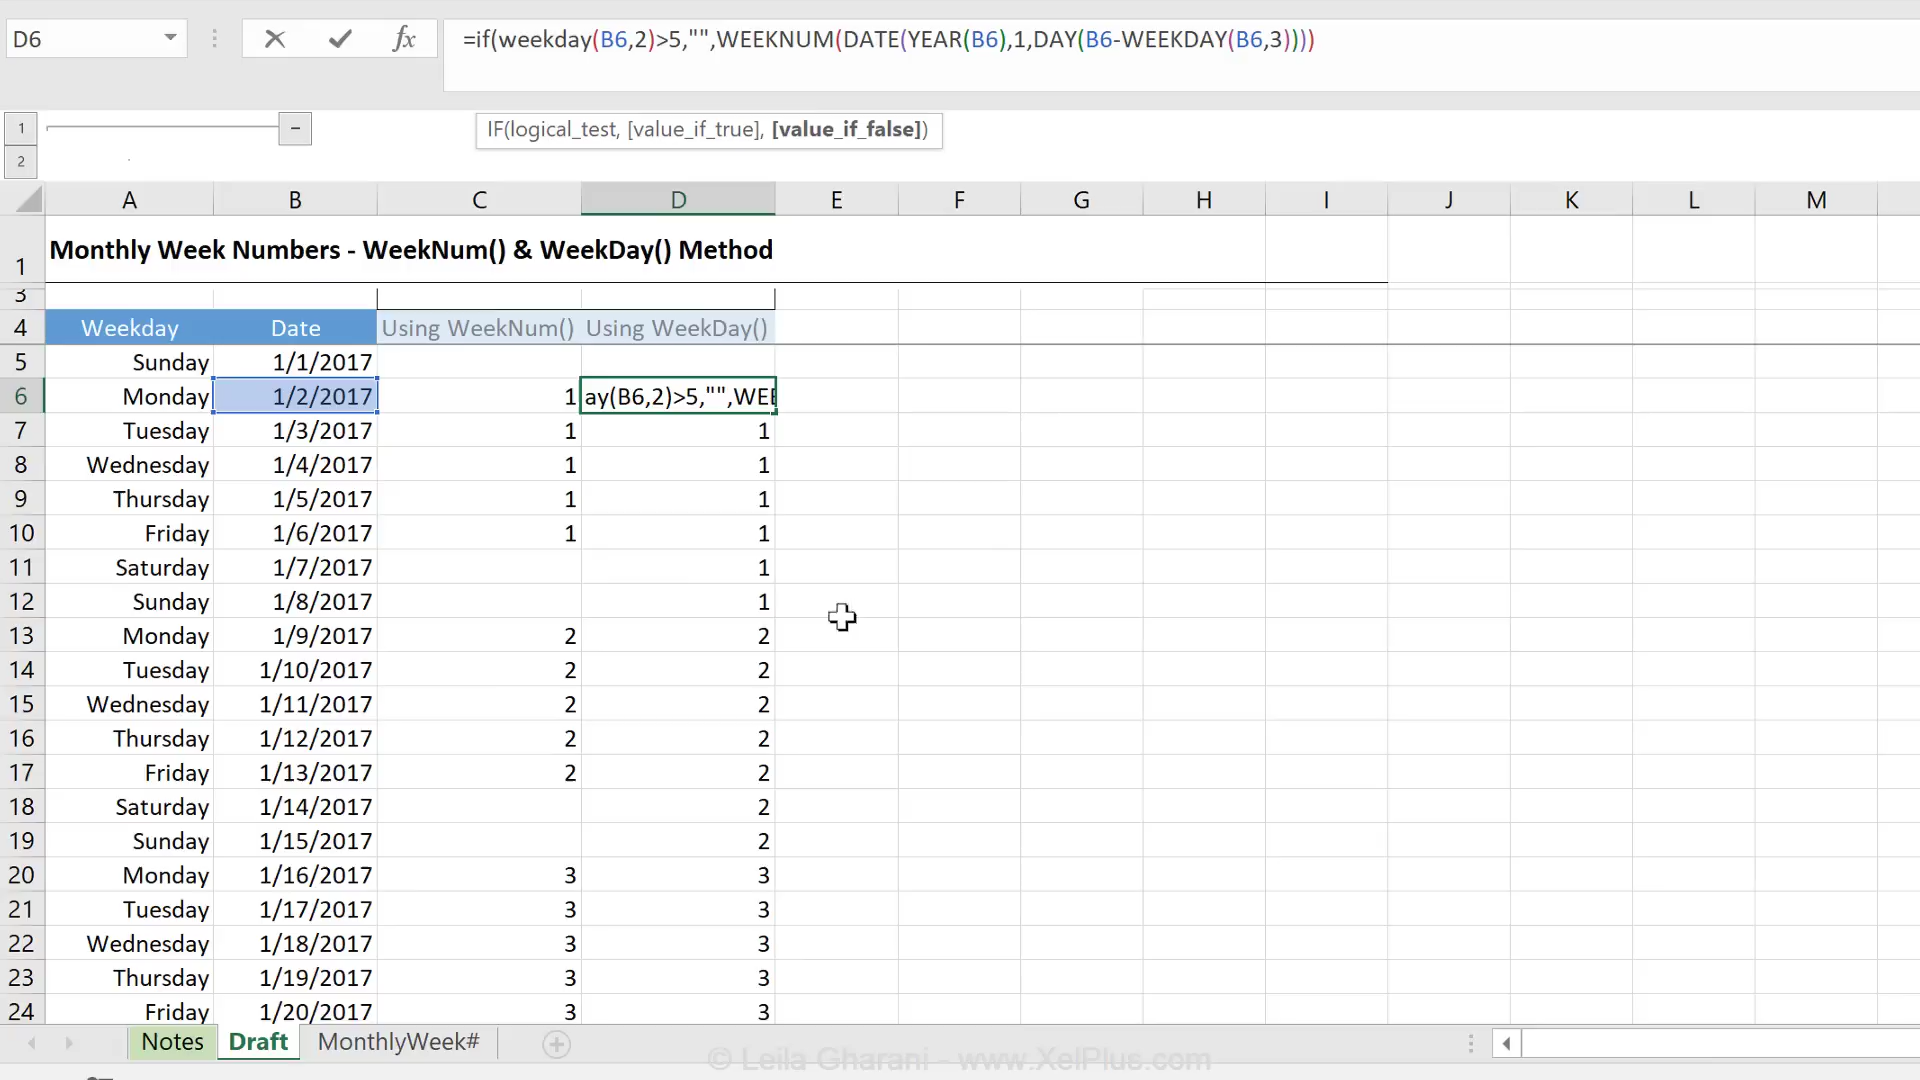 D6 fx =if(weekday(B6,2)>5,"",WEEKNUM(DATE(YEAR(B6),1,DAY(B6-WEEKDAY(B6,3))))
1 −
IF(logical_test, [value_if_true], [value_if_false])
2
A B C D E F G H I J K L M
1 Monthly Week Numbers - WeekNum() & WeekDay() Method
3
4 Weekday Date Using WeekNum() Using WeekDay()
5 Sunday 1/1/2017
6 Monday 1/2/2017 1 ay(B6,2)>5,"",WEE
7 Tuesday 1/3/2017 1 1
8 Wednesday 1/4/2017 1 1
9 Thursday 1/5/2017 1 1
10 Friday 1/6/2017 1 1
11 Saturday 1/7/2017 1
12 Sunday 1/8/2017 1
13 Monday 1/9/2017 2 2
14 Tuesday 1/10/2017 2 2
15 Wednesday 1/11/2017 2 2
16 Thursday 1/12/2017 2 2
17 Friday 1/13/2017 2 2
18 Saturday 1/14/2017 2
19 Sunday 1/15/2017 2
20 Monday 1/16/2017 3 3
21 Tuesday 1/17/2017 3 3
22 Wednesday 1/18/2017 3 3
23 Thursday 1/19/2017 3 3
24 Friday 1/20/2017 3 3
Notes Draft MonthlyWeek#
© Leila Gharani - www.XelPlus.com